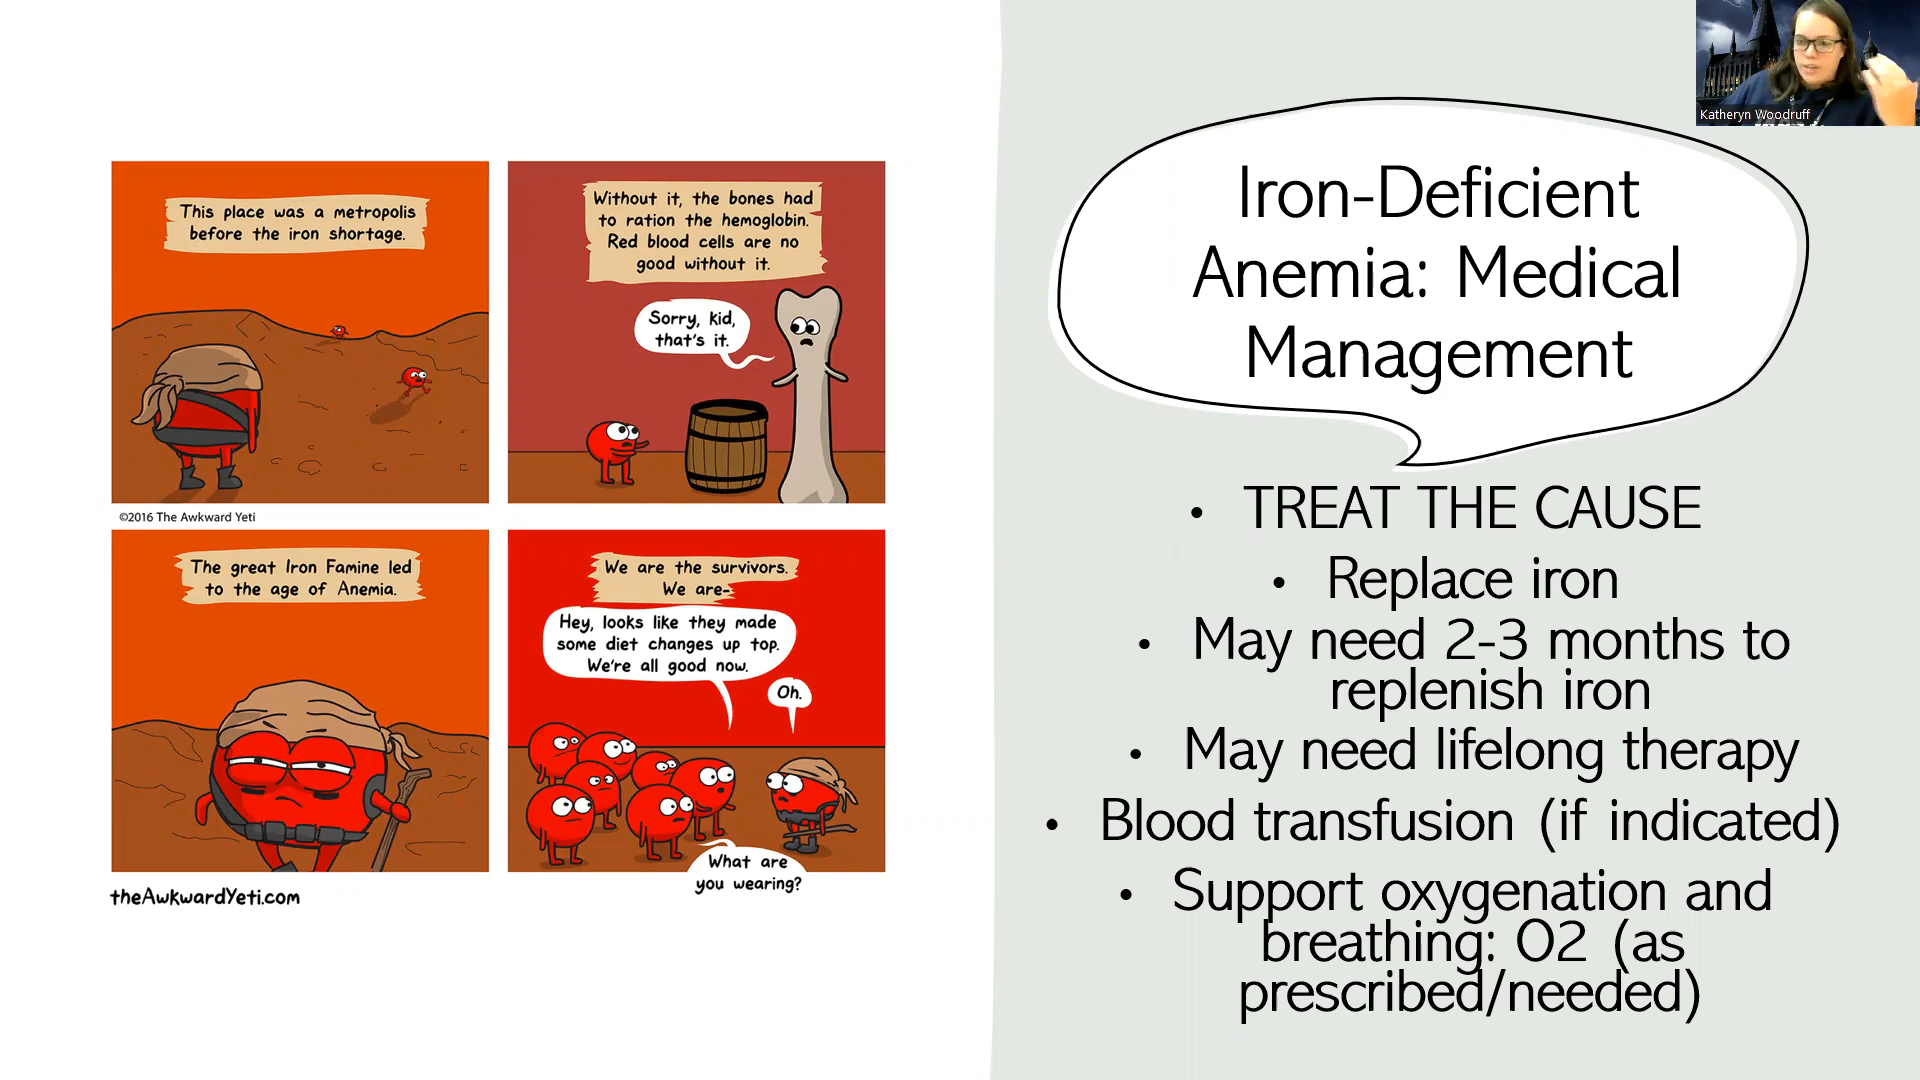 This place was a metropolis
before the iron shortage.
Without it, the bones had
to ration the hemoglobin.
Red blood cells are no
good without it.
Sorry, kid,
that's it.
©2016 The Awkward Yeti
The great Iron Famine led
to the age of Anemia.
We are the survivors.
We are-
Hey, looks like they made
some diet changes up top.
We're all good now.
Oh.
What are
you wearing?
theAwkwardYeti.com
Katheryn Woodruff
Iron-Deficient
Anemia: Medical
Management
• TREAT THE CAUSE
• Replace iron
• May need 2-3 months to
replenish iron
• May need lifelong therapy
• Blood transfusion (if indicated)
• Support oxygenation and
breathing: O2 (as
prescribed/needed)